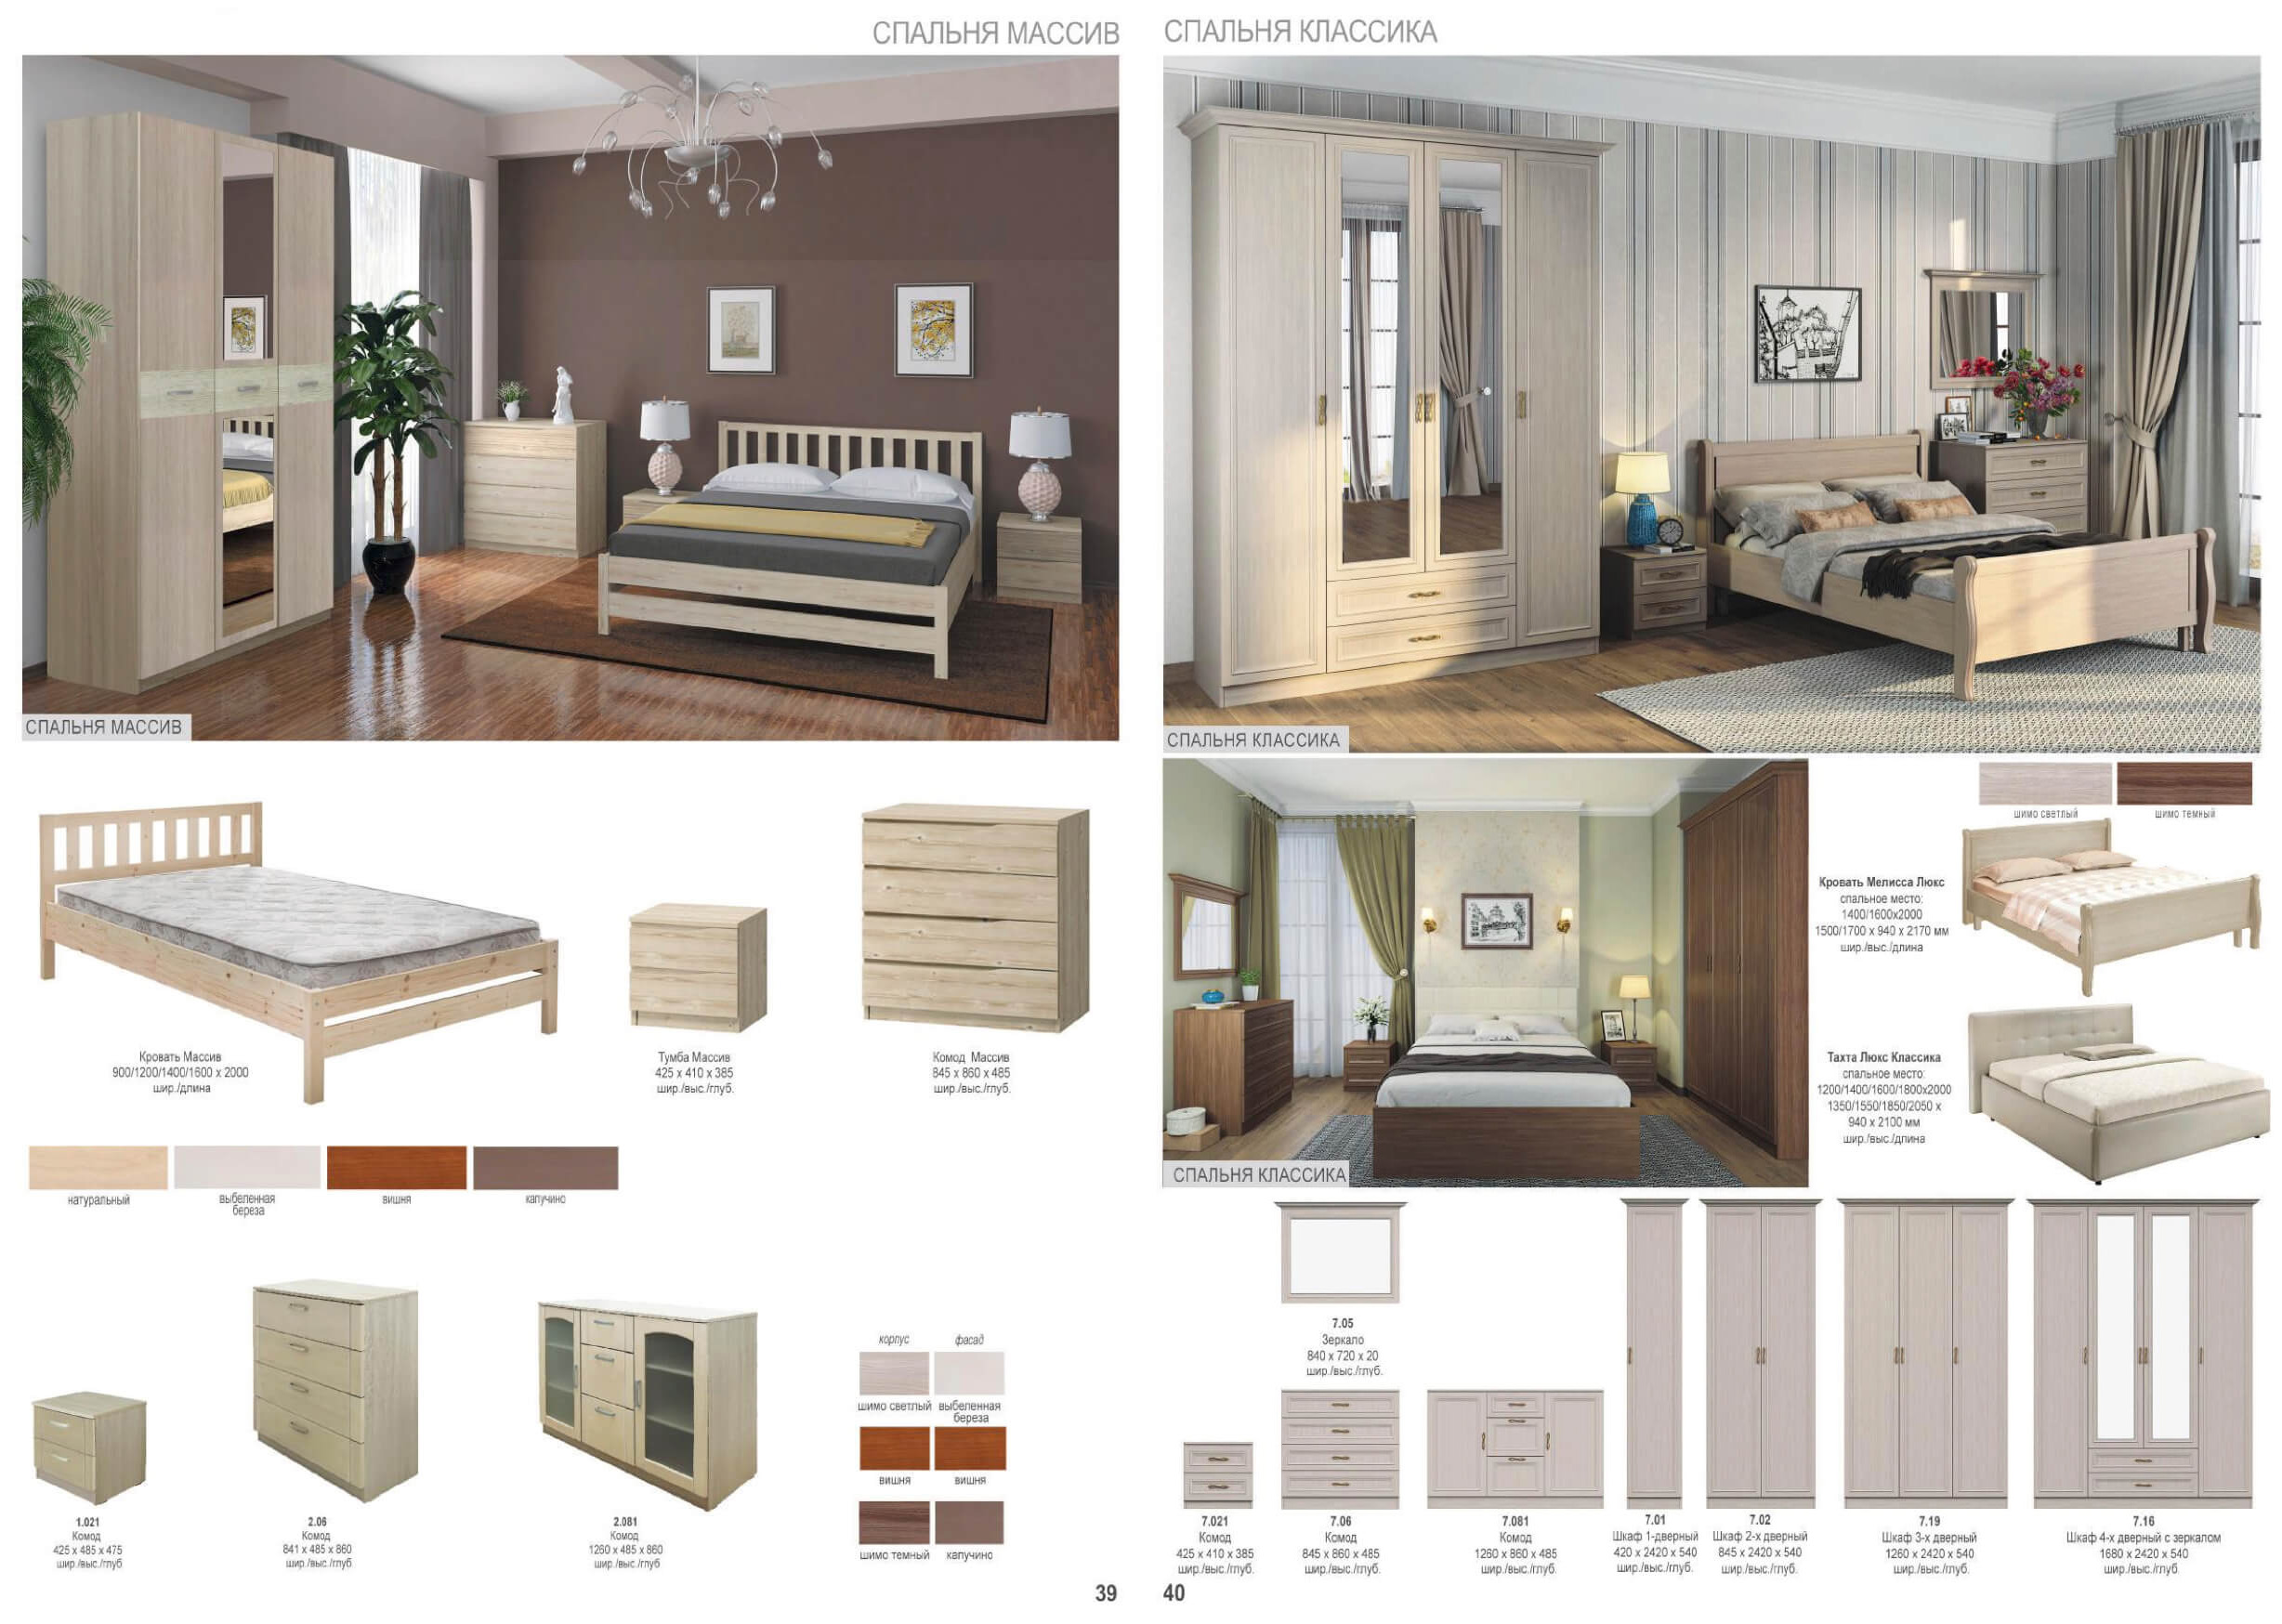 СПАЛЬНЯ МАССИВ
СПАЛЬНЯ МАССИВ
Кровать Массив
900/1200/1400/1600 x 2000
шир./длина
Тумба Массив
425 x 410 x 385
шир./выс./глуб.
Комод Массив
845 x 860 x 485
шир./выс./глуб.
натуральный
выбеленная
береза
вишня
капучино
1.021
Комод
425 x 485 x 475
шир./выс./глуб
2.06
Комод
841 x 485 x 860
шир./выс./глуб
2.081
Комод
1260 x 485 x 860
шир./выс./глуб
корпус
фасад
шимо светлый
выбеленная
береза
вишня
вишня
шимо темный
капучино
39
СПАЛЬНЯ КЛАССИКА
СПАЛЬНЯ КЛАССИКА
шимо светлый
шимо темный
Кровать Мелисса Люкс
спальное место:
1400/1600x2000
1500/1700 x 940 x 2170 мм
шир./выс./длина
Тахта Люкс Классика
спальное место:
1200/1400/1600/1800x2000
1350/1550/1850/2050 x
940 x 2100 мм
шир./выс./длина
СПАЛЬНЯ КЛАССИКА
7.05
Зеркало
840 x 720 x 20
шир./выс./глуб.
7.021
Комод
425 x 410 x 385
шир./выс./глуб.
7.06
Комод
845 x 860 x 485
шир./выс./глуб.
7.081
Комод
1260 x 860 x 485
шир./выс./глуб.
7.01
Шкаф 1-дверный
420 x 2420 x 540
шир./выс./глуб.
7.02
Шкаф 2-х дверный
845 x 2420 x 540
шир./выс./глуб.
7.19
Шкаф 3-х дверный
1260 x 2420 x 540
шир./выс./глуб.
7.16
Шкаф 4-х дверный с зеркалом
1680 x 2420 x 540
шир./выс./глуб.
40